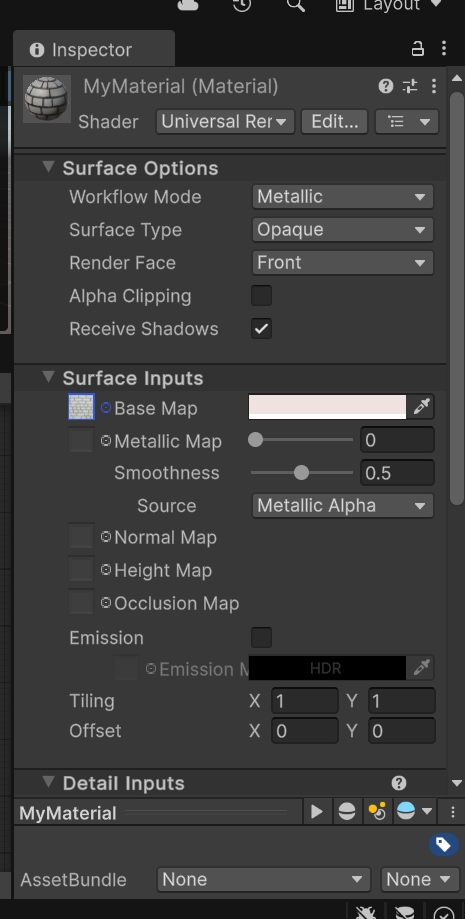 Layout
Inspector
MyMaterial (Material)
Shader Universal Rer Edit...
Surface Options
Workflow Mode Metallic
Surface Type Opaque
Render Face Front
Alpha Clipping
Receive Shadows
Surface Inputs
Base Map
Metallic Map 0
Smoothness 0.5
Source Metallic Alpha
Normal Map
Height Map
Occlusion Map
Emission
Emission M HDR
Tiling X 1 Y 1
Offset X 0 Y 0
Detail Inputs
MyMaterial
AssetBundle None None